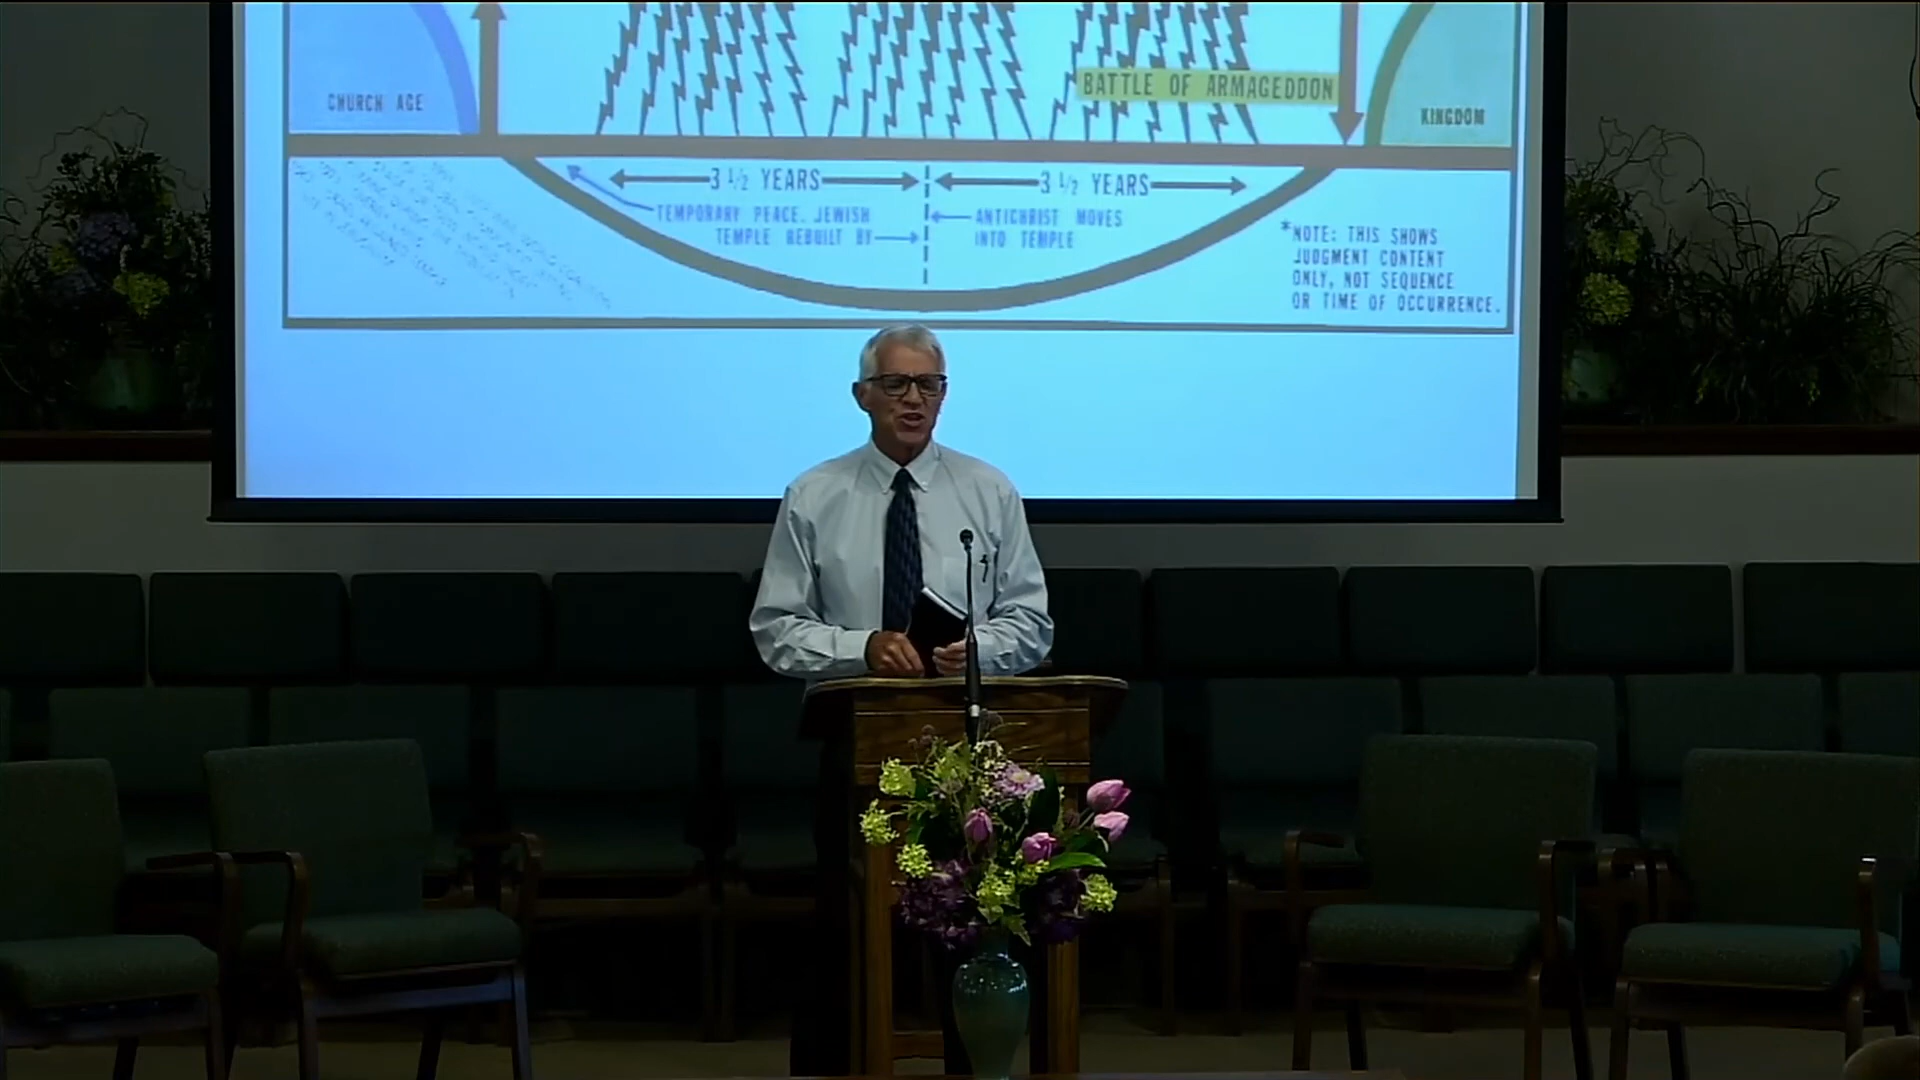 BATTLE OF ARMAGEDDON
CHURCH AGE
KINGDOM
3 1/2 YEARS
3 1/2 YEARS
TEMPORARY PEACE. JEWISH
TEMPLE REBUILT BY
ANTICHRIST MOVES
INTO TEMPLE
*NOTE: THIS SHOWS
JUDGMENT CONTENT
ONLY, NOT SEQUENCE
OR TIME OF OCCURRENCE.